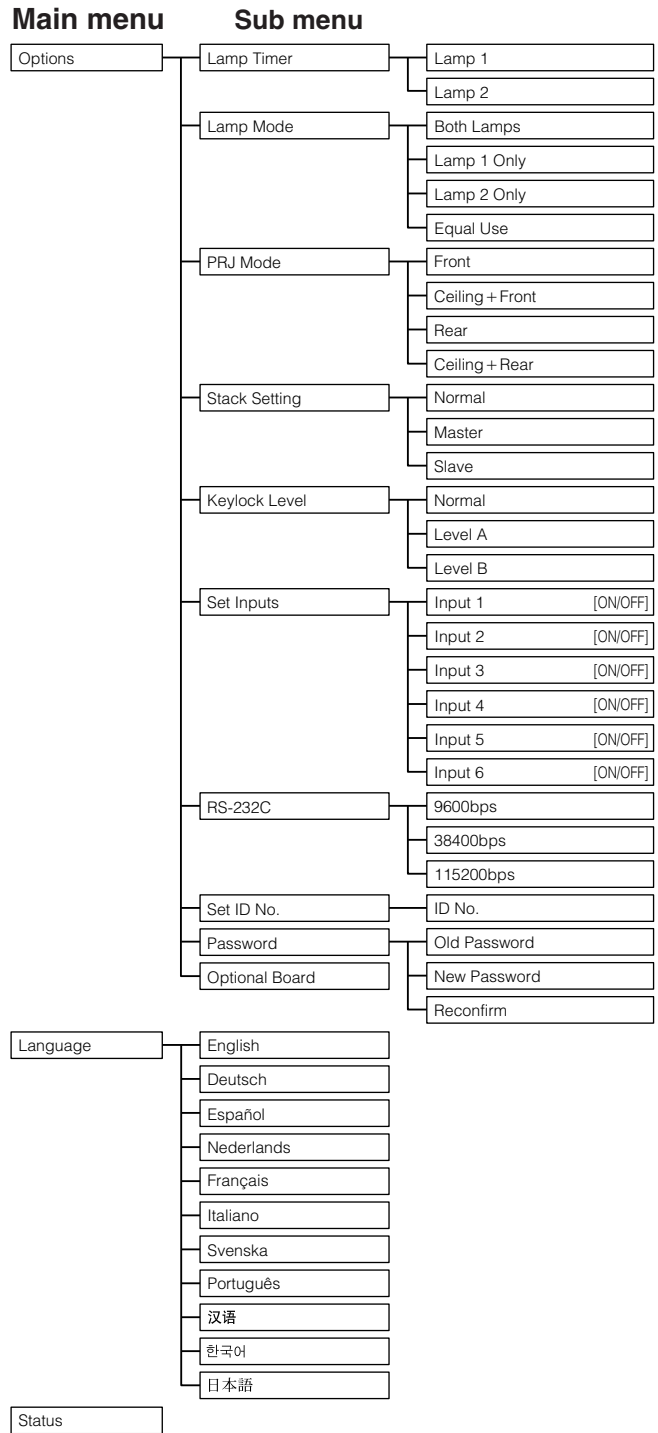 Main menu Sub menu
Options Lamp Timer Lamp 1
Lamp 2
Lamp Mode Both Lamps
Lamp 1 Only
Lamp 2 Only
Equal Use
PRJ Mode Front
Ceiling+Front
Rear
Ceiling+Rear
Stack Setting Normal
Master
Slave
Keylock Level Normal
Level A
Level B
Set Inputs Input 1 [ON/OFF]
Input 2 [ON/OFF]
Input 3 [ON/OFF]
Input 4 [ON/OFF]
Input 5 [ON/OFF]
Input 6 [ON/OFF]
RS-232C 9600bps
38400bps
115200bps
Set ID No. ID No.
Password Old Password
Optional Board New Password
Reconfirm
Language English
Deutsch
Español
Nederlands
Français
Italiano
Svenska
Português
汉语
한국어
日本語
Status